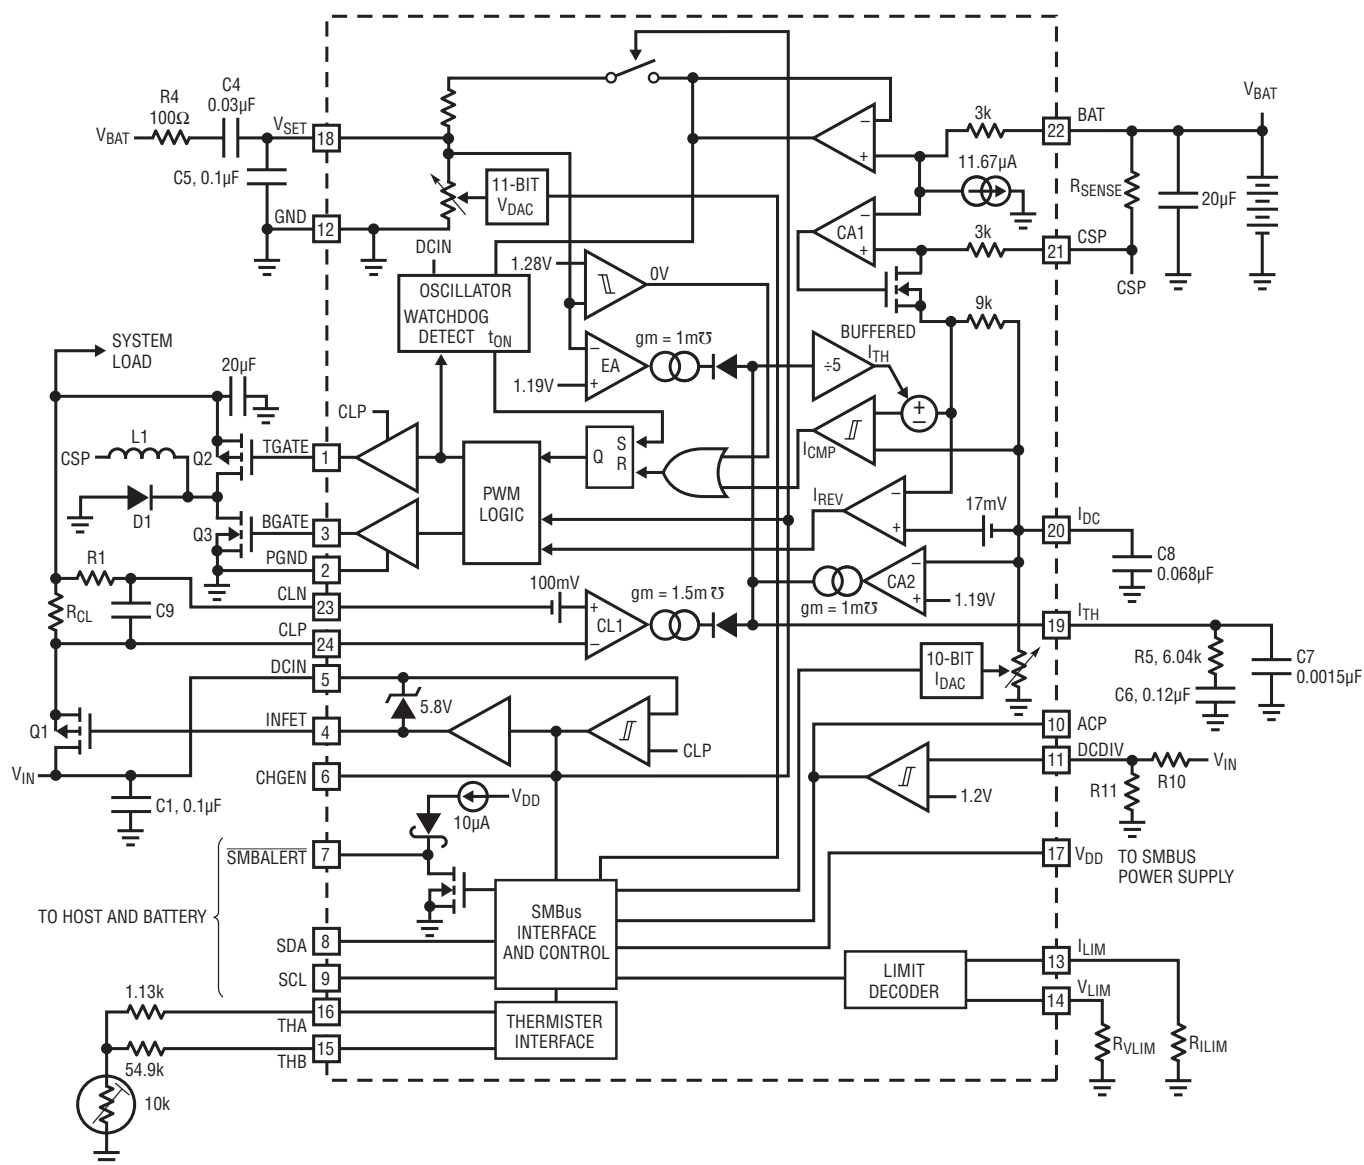 C4
0.03μF
R4
100Ω
VBAT
VSET
18
C5, 0.1μF
GND
12
DCIN
11-BIT
VDAC
1.28V
0V
OSCILLATOR
WATCHDOG
DETECT
tON
EA
gm = 1m℧
1.19V
3k
22
BAT
VBAT
11.67μA
RSENSE
20μF
CA1
3k
21
CSP
CSP
9k
BUFFERED
ITH
÷5
SYSTEM
LOAD
20μF
CLP
L1
CSP
Q2
TGATE
1
D1
Q3
BGATE
3
PGND
2
PWM
LOGIC
S
Q
R
ICMP
IREV
17mV
20
IDC
C8
0.068μF
R1
RCL
C9
CLN
23
CLP
24
100mV
CL1
gm = 1.5m ℧
CA2
gm = 1m℧
1.19V
19
ITH
R5, 6.04k
C7
0.0015μF
C6, 0.12μF
10-BIT
IDAC
DCIN
5
5.8V
Q1
INFET
4
CLP
VIN
CHGEN
6
C1, 0.1μF
10
ACP
11
DCDIV
R10
VIN
R11
1.2V
VDD
10μA
SMBALERT
7
17
VDD
TO SMBUS
POWER SUPPLY
TO HOST AND BATTERY
SMBus
INTERFACE
AND CONTROL
SDA
8
SCL
9
LIMIT
DECODER
13
ILIM
14
VLIM
RVLIM
RILIM
1.13k
16
THA
THERMISTER
INTERFACE
15
THB
54.9k
10k